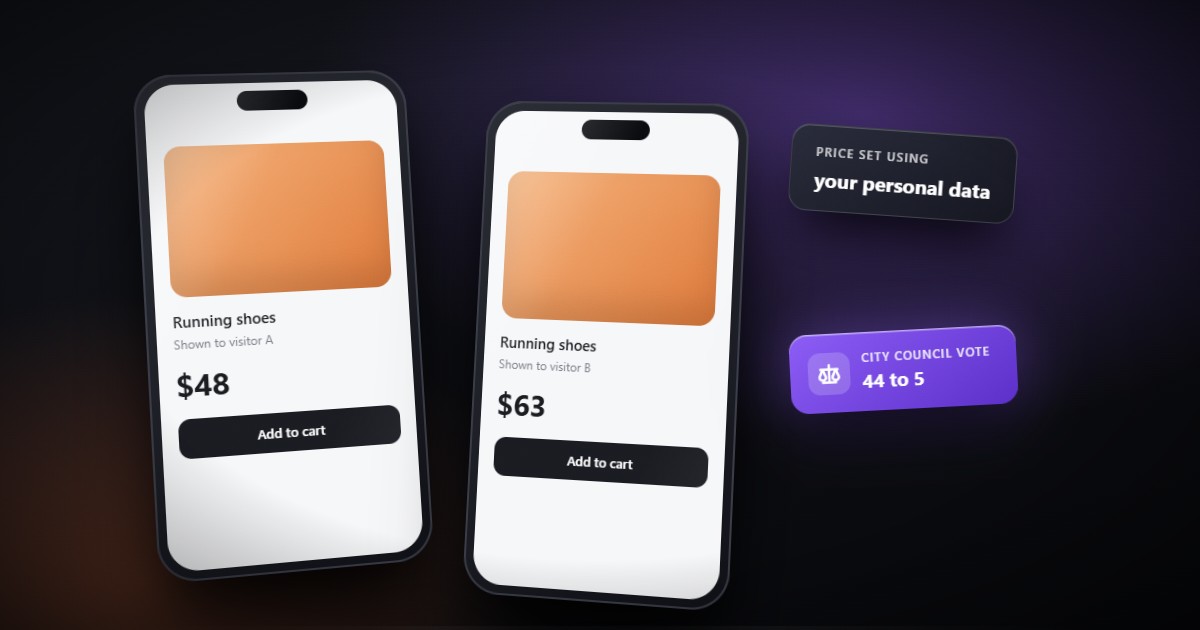 Running shoes
Shown to visitor A
$48
Add to cart
Running shoes
Shown to visitor B
$63
Add to cart
PRICE SET USING
your personal data
CITY COUNCIL VOTE
44 to 5